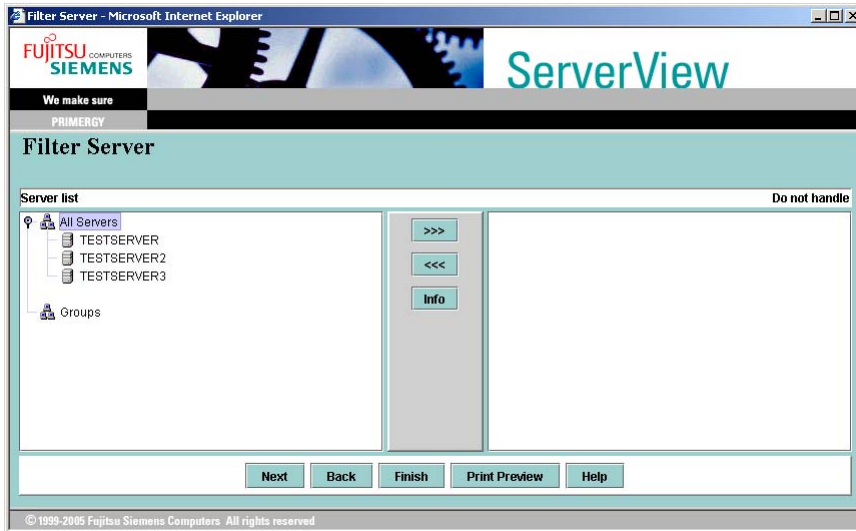 Filter Server - Microsoft Internet Explorer
FUJITSU COMPUTERS
SIEMENS
ServerView
We make sure
PRIMERGY
Filter Server
Server list
Do not handle
All Servers
TESTSERVER
TESTSERVER2
TESTSERVER3
Groups
>>>
<<<
Info
Next Back Finish Print Preview Help
© 1999-2005 Fujitsu Siemens Computers All rights reserved